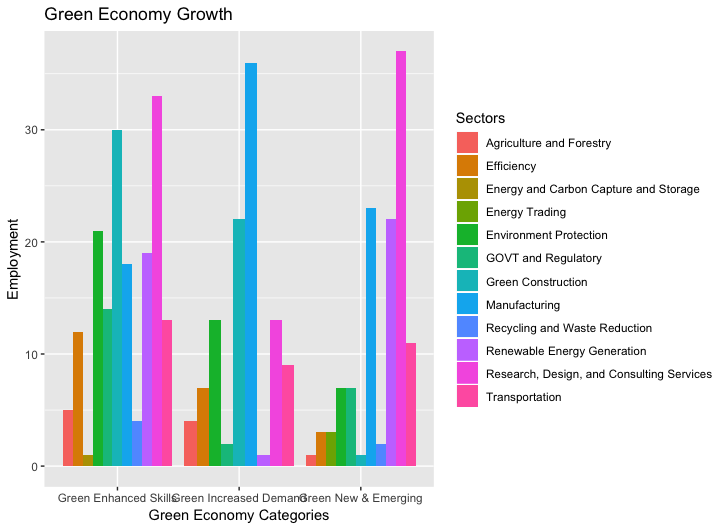 Green Economy Growth
Employment
30
20
10
0
Green Enhanced Skills Green Increased Demand Green New & Emerging
Green Economy Categories
Sectors
Agriculture and Forestry
Efficiency
Energy and Carbon Capture and Storage
Energy Trading
Environment Protection
GOVT and Regulatory
Green Construction
Manufacturing
Recycling and Waste Reduction
Renewable Energy Generation
Research, Design, and Consulting Services
Transportation